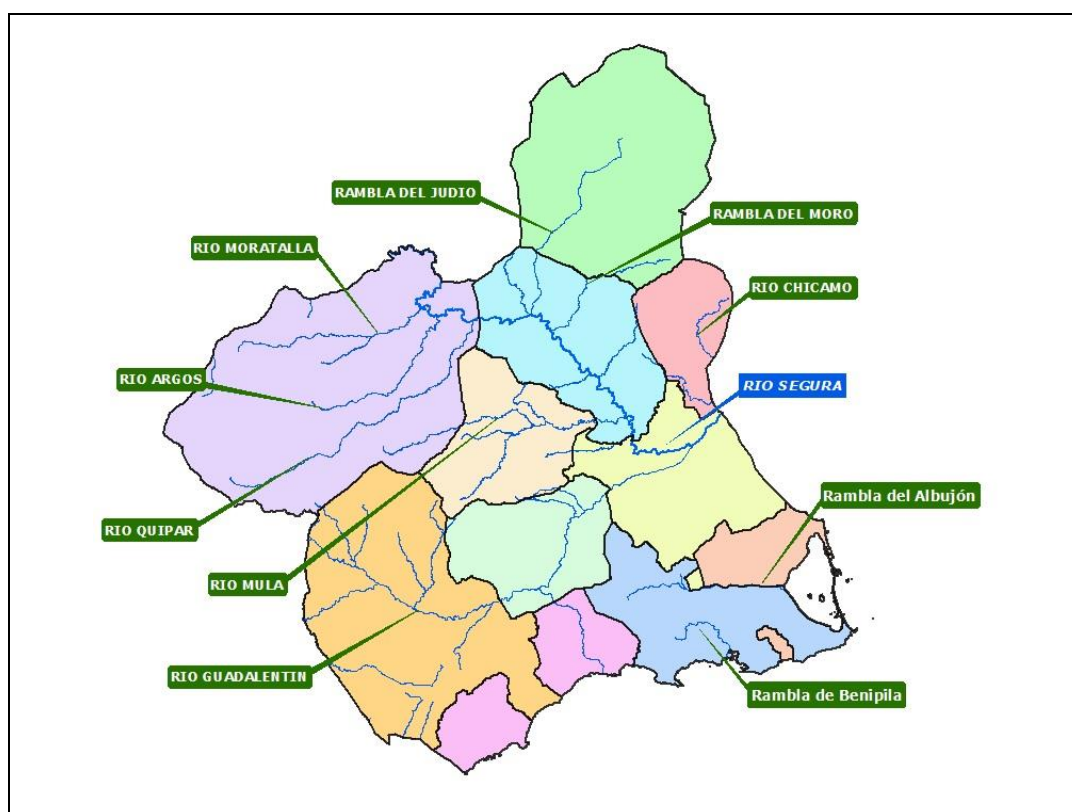 RAMBLA DEL JUDIO
RAMBLA DEL MORO
RIO MORATALLA
RIO CHICAMO
RIO ARGOS
RIO SEGURA
Rambla del Albujón
RIO QUIPAR
RIO MULA
RIO GUADALENTIN
Rambla de Benipila